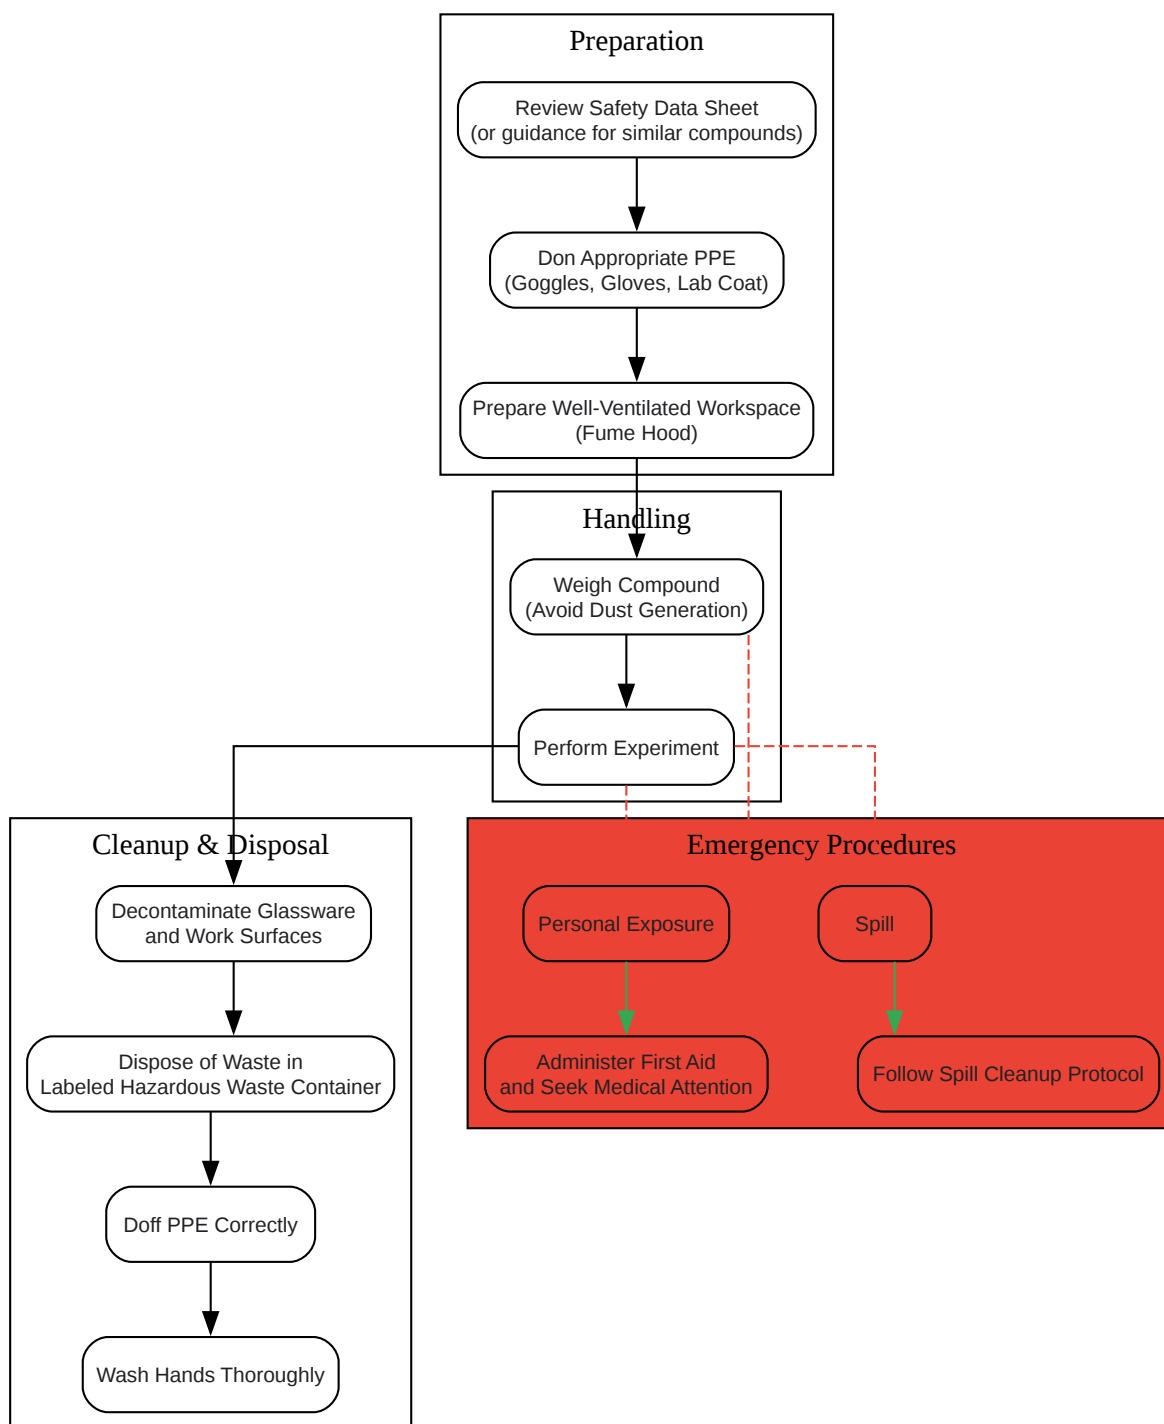 Preparation
Review Safety Data Sheet
(or guidance for similar compounds)
Don Appropriate PPE
(Goggles, Gloves, Lab Coat)
Prepare Well-Ventilated Workspace
(Fume Hood)
Handling
Weigh Compound
(Avoid Dust Generation)
Perform Experiment
Cleanup & Disposal
Decontaminate Glassware
and Work Surfaces
Dispose of Waste in
Labeled Hazardous Waste Container
Doff PPE Correctly
Wash Hands Thoroughly
Emergency Procedures
Personal Exposure
Spill
Administer First Aid
and Seek Medical Attention
Follow Spill Cleanup Protocol